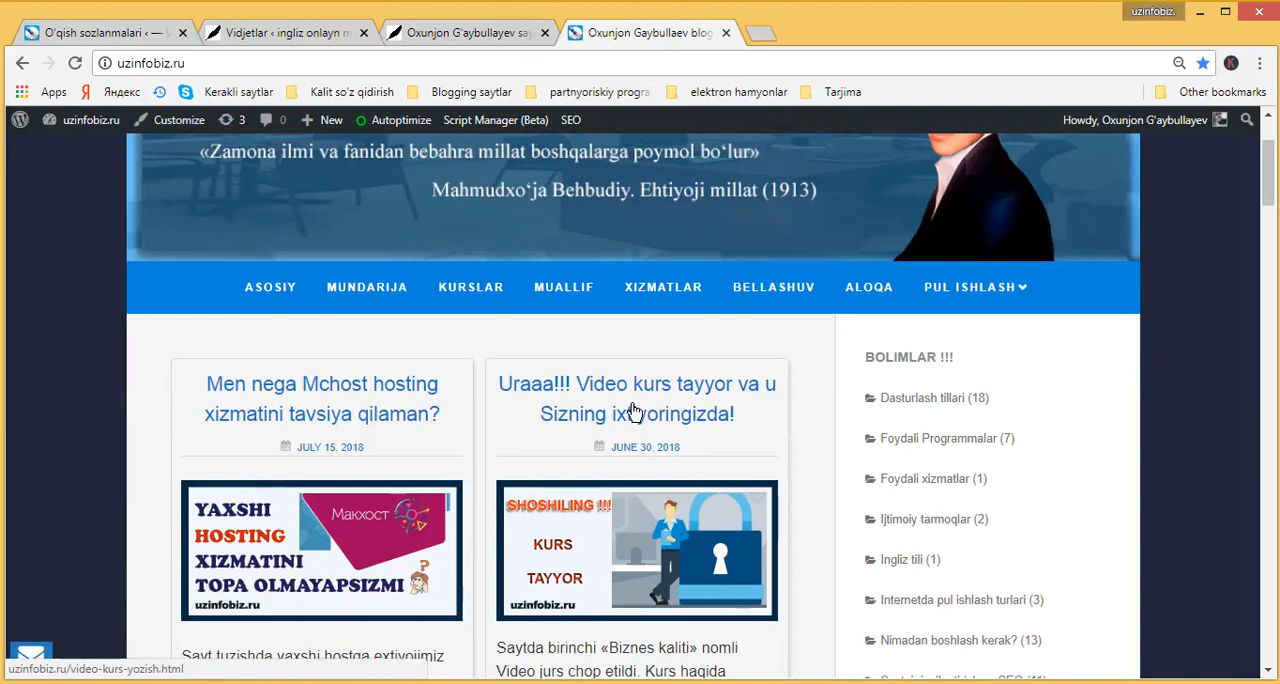 uzinfobiz.
O'qish sozlanmalari ‹ —
Vidjetlar ‹ ingliz onlayn
Oxunjon G'aybullayev
Oxunjon Gaybullaev blog
uzinfobiz.ru
K
Apps Яндекс Kerakli saytlar Kalit so'z qidirish Blogging saytlar partnyoriskiy progra elektron hamyonlar Tarjima Other bookmarks
uzinfobiz.ru Customize 3 0 New Autoptimize Script Manager (Beta) SEO Howdy, Oxunjon G'aybullayev
«Zamona ilmi va fanidan bebahra millat boshqalarga poymol bo‘lur»
Mahmudxo‘ja Behbudiy. Ehtiyoji millat (1913)
ASOSIY MUNDARIJA KURSLAR MUALLIF XIZMATLAR BELLASHUV ALOQA PUL ISHLASH
Men nega Mchost hosting
xizmatini tavsiya qilaman?
JULY 15, 2018
YAXSHI
HOSTING
XIZMATINI
TOPA OLMAYAPSIZMI
Макхост
?
uzinfobiz.ru
Sayt tuzishda yaxshi hostga extiyojimiz
Uraaa!!! Video kurs tayyor va u
Sizning ixtiyoringizda!
JUNE 30, 2018
SHOSHILING !!!
KURS
TAYYOR
uzinfobiz.ru
Saytda birinchi «Biznes kaliti» nomli
Video jurs chop etildi. Kurs haqida
BOLIMLAR !!!
Dasturlash tillari (18)
Foydali Programmalar (7)
Foydali xizmatlar (1)
Ijtimoiy tarmoqlar (2)
Ingliz tili (1)
Internetda pul ishlash turlari (3)
Nimadan boshlash kerak? (13)
uzinfobiz.ru/video-kurs-yozish.html